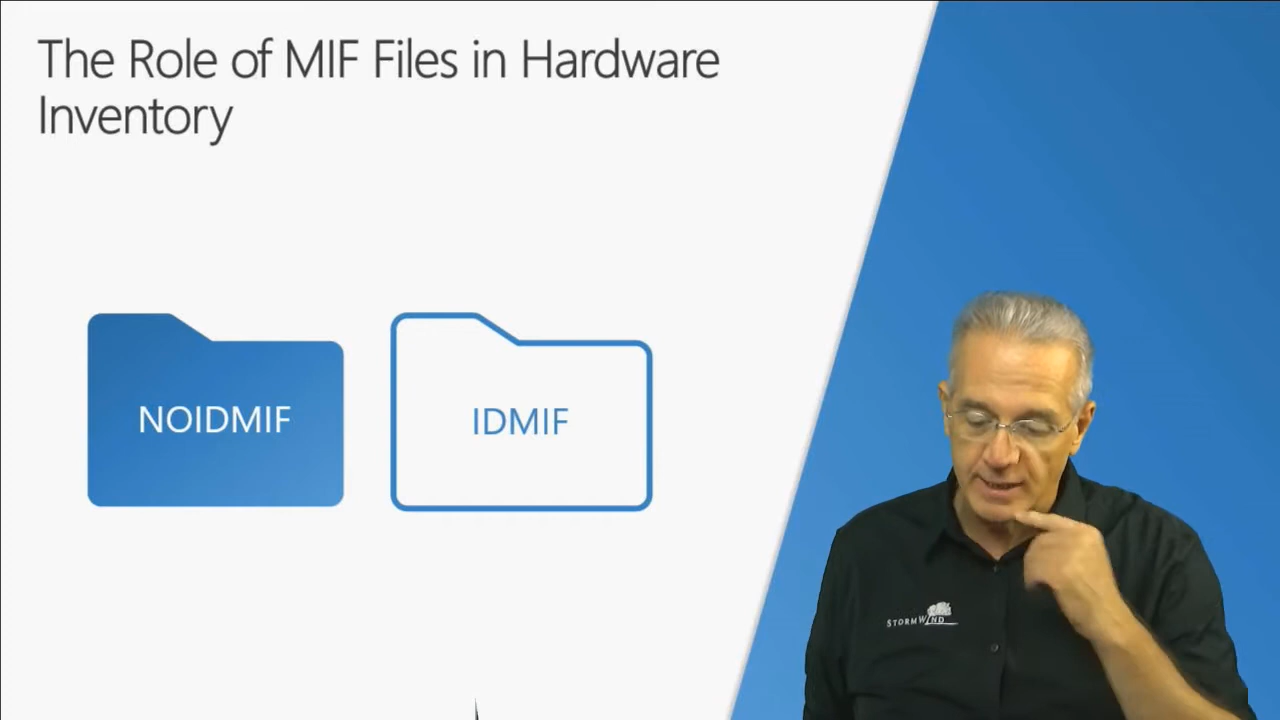 The Role of MIF Files in Hardware
Inventory
NOIDMIF
IDMIF
STORMWIND